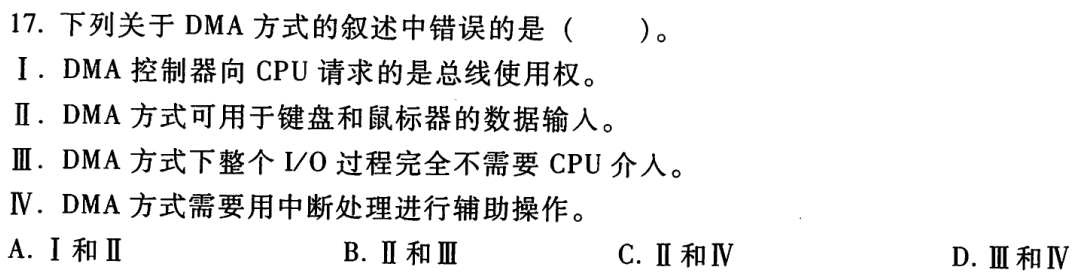 17. 下列关于 DMA 方式的叙述中错误的是（  ）。
Ⅰ. DMA 控制器向 CPU 请求的是总线使用权。
Ⅱ. DMA 方式可用于键盘和鼠标器的数据输入。
Ⅲ. DMA 方式下整个 I/O 过程完全不需要 CPU 介入。
Ⅳ. DMA 方式需要用中断处理进行辅助操作。
A. Ⅰ和Ⅱ B. Ⅱ和Ⅲ C. Ⅱ和Ⅳ D. Ⅲ和Ⅳ